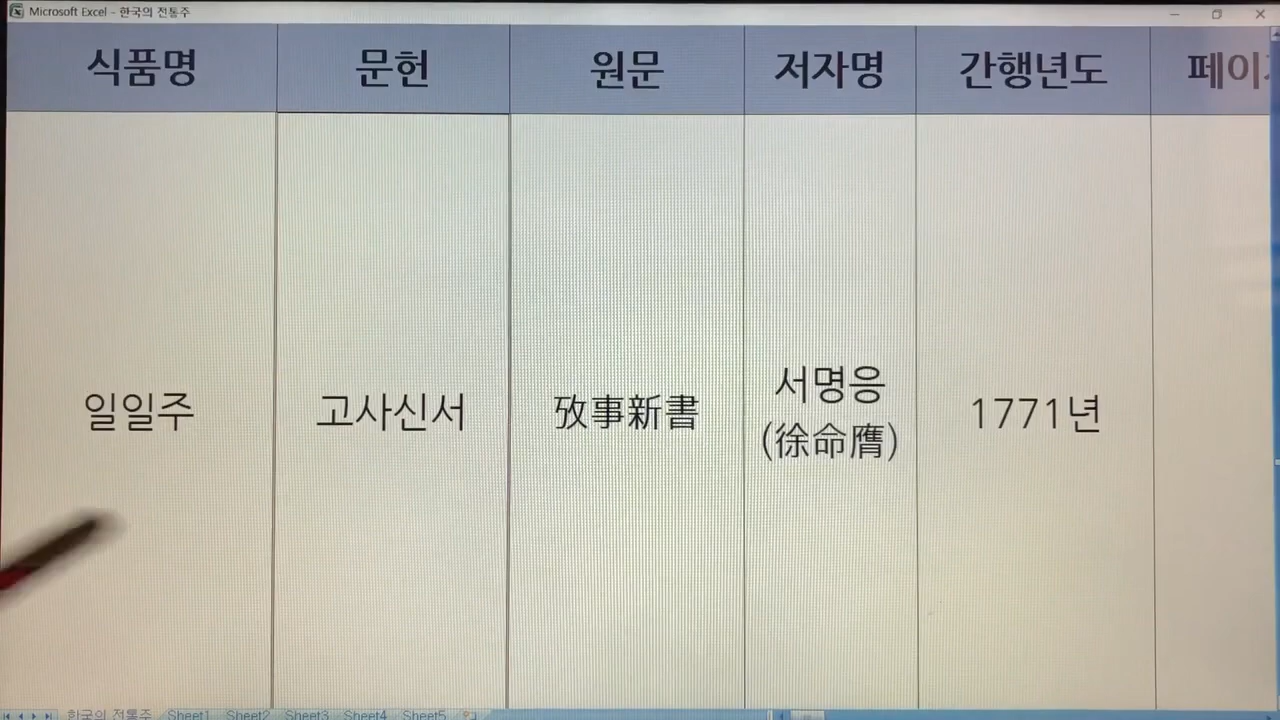 Microsoft Excel - 한국의 전통주
식품명 문헌 원문 저자명 간행년도
일일주 고사신서 攷事新書 서명응 1771년
(徐命膺)
한국의 전통주 Sheet1 Sheet2 Sheet3 Sheet4 Sheet5